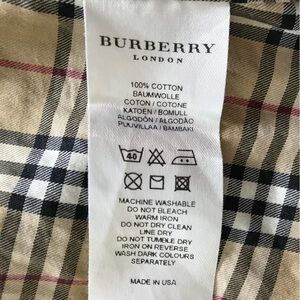 BURBERRY
LONDON
100% COTTON
BAUMWOLLE
COTON / COTONE
KATOEN / BOMULL
ALGODÓN / ALGODÃO
PUUVILLAA / BAMBAKI
40
MACHINE WASHABLE
DO NOT BLEACH
WARM IRON
DO NOT DRY CLEAN
LINE DRY
DO NOT TUMBLE DRY
IRON ON REVERSE
WASH DARK COLOURS
SEPARATELY
MADE IN USA